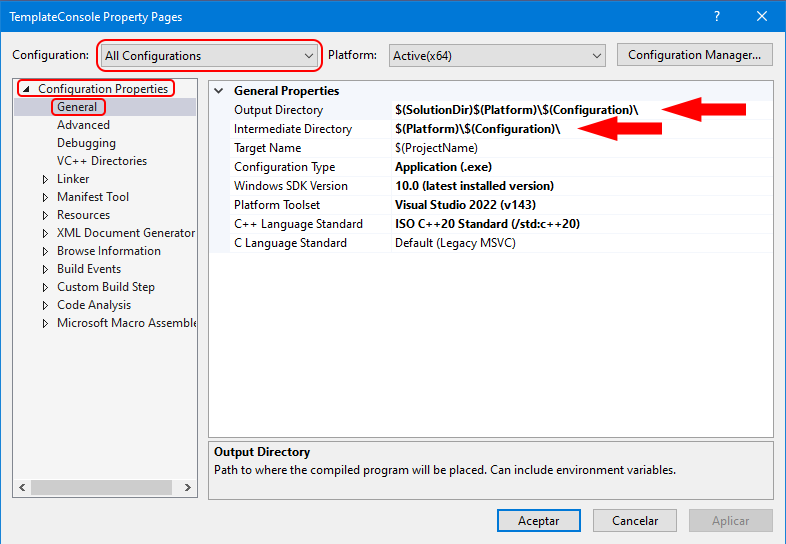 TemplateConsole Property Pages ?
Configuration: All Configurations Platform: Active(x64) Configuration Manager...
Configuration Properties
General
Advanced
Debugging
VC++ Directories
Linker
Manifest Tool
Resources
XML Document Generator
Browse Information
Build Events
Custom Build Step
Code Analysis
Microsoft Macro Assemble
General Properties
Output Directory $(SolutionDir)$(Platform)\$(Configuration)\
Intermediate Directory $(Platform)\$(Configuration)\
Target Name $(ProjectName)
Configuration Type Application (.exe)
Windows SDK Version 10.0 (latest installed version)
Platform Toolset Visual Studio 2022 (v143)
C++ Language Standard ISO C++20 Standard (/std:c++20)
C Language Standard Default (Legacy MSVC)
Output Directory
Path to where the compiled program will be placed. Can include environment variables.
Aceptar Cancelar Aplicar